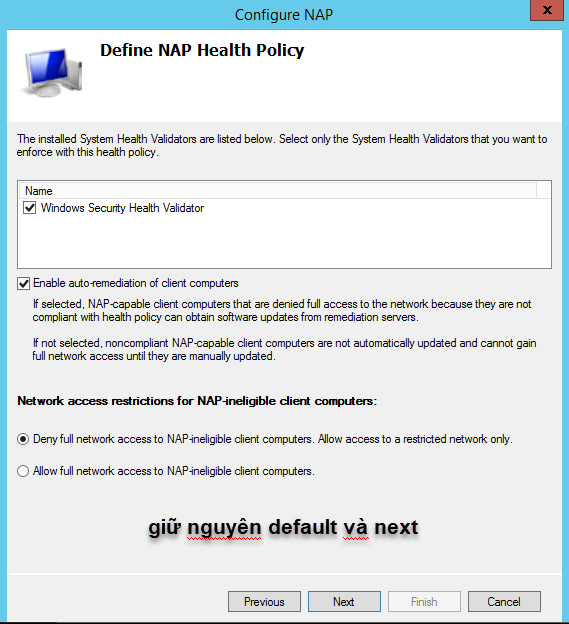 Configure NAP
x
Define NAP Health Policy
The installed System Health Validators are listed below. Select only the System Health Validators that you want to
enforce with this health policy.
Name
Windows Security Health Validator
Enable auto-remediation of client computers
If selected, NAP-capable client computers that are denied full access to the network because they are not
compliant with health policy can obtain software updates from remediation servers.
If not selected, noncompliant NAP-capable client computers are not automatically updated and cannot gain
full network access until they are manually updated.
Network access restrictions for NAP-ineligible client computers:
Deny full network access to NAP-ineligible client computers. Allow access to a restricted network only.
Allow full network access to NAP-ineligible client computers.
giữ nguyên default và next
Previous Next Finish Cancel